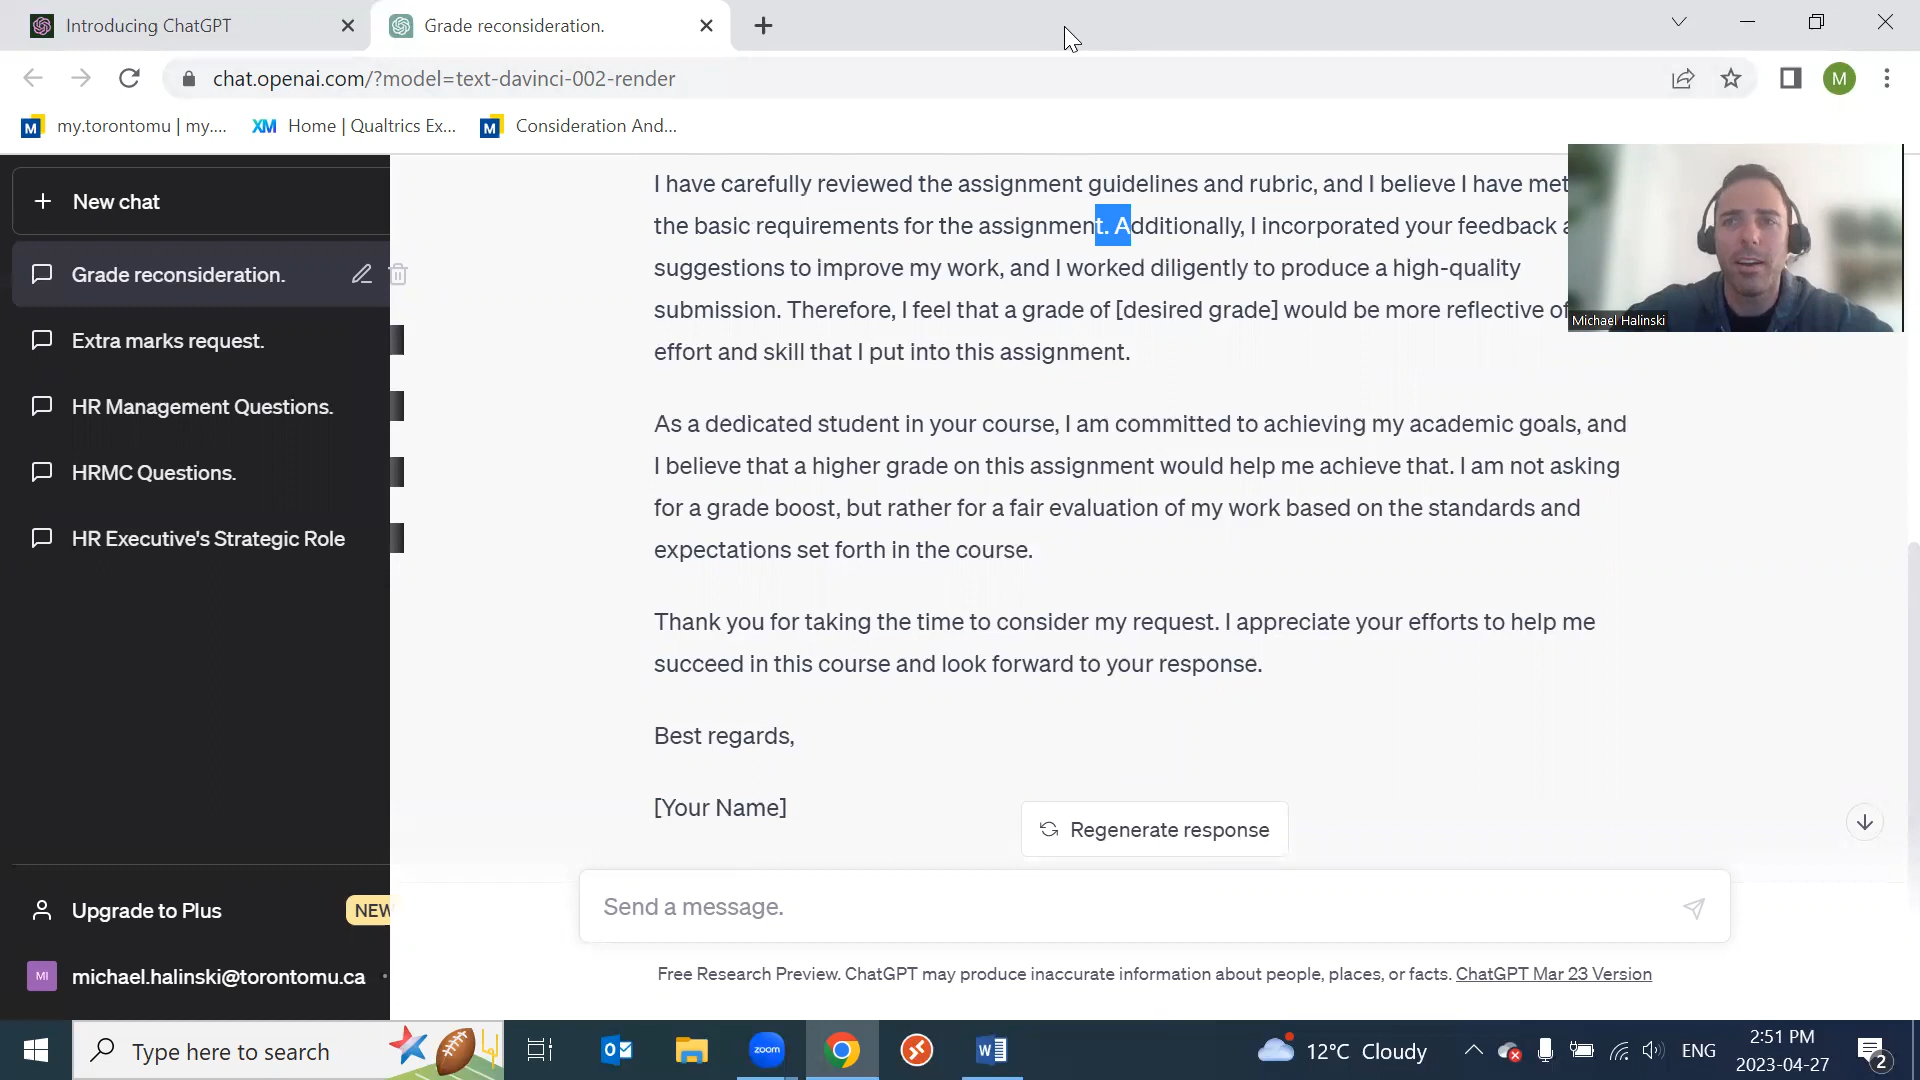 Introducing ChatGPT
Grade reconsideration.
chat.openai.com/?model=text-davinci-002-render
M
my.torontomu | my....
XM Home | Qualtrics Ex...
Consideration And...
New chat
Grade reconsideration.
Extra marks request.
HR Management Questions.
HRMC Questions.
HR Executive's Strategic Role
Upgrade to Plus
NEW
MI
michael.halinski@torontomu.ca
I have carefully reviewed the assignment guidelines and rubric, and I believe I have met
the basic requirements for the assignment. Additionally, I incorporated your feedback
suggestions to improve my work, and I worked diligently to produce a high-quality
submission. Therefore, I feel that a grade of [desired grade] would be more reflective of
effort and skill that I put into this assignment.
As a dedicated student in your course, I am committed to achieving my academic goals, and
I believe that a higher grade on this assignment would help me achieve that. I am not asking
for a grade boost, but rather for a fair evaluation of my work based on the standards and
expectations set forth in the course.
Thank you for taking the time to consider my request. I appreciate your efforts to help me
succeed in this course and look forward to your response.
Best regards,
[Your Name]
Michael Halinski
Regenerate response
Send a message.
Free Research Preview. ChatGPT may produce inaccurate information about people, places, or facts. ChatGPT Mar 23 Version
Type here to search
zoom
12°C Cloudy
ENG
2:51 PM
2023-04-27
2